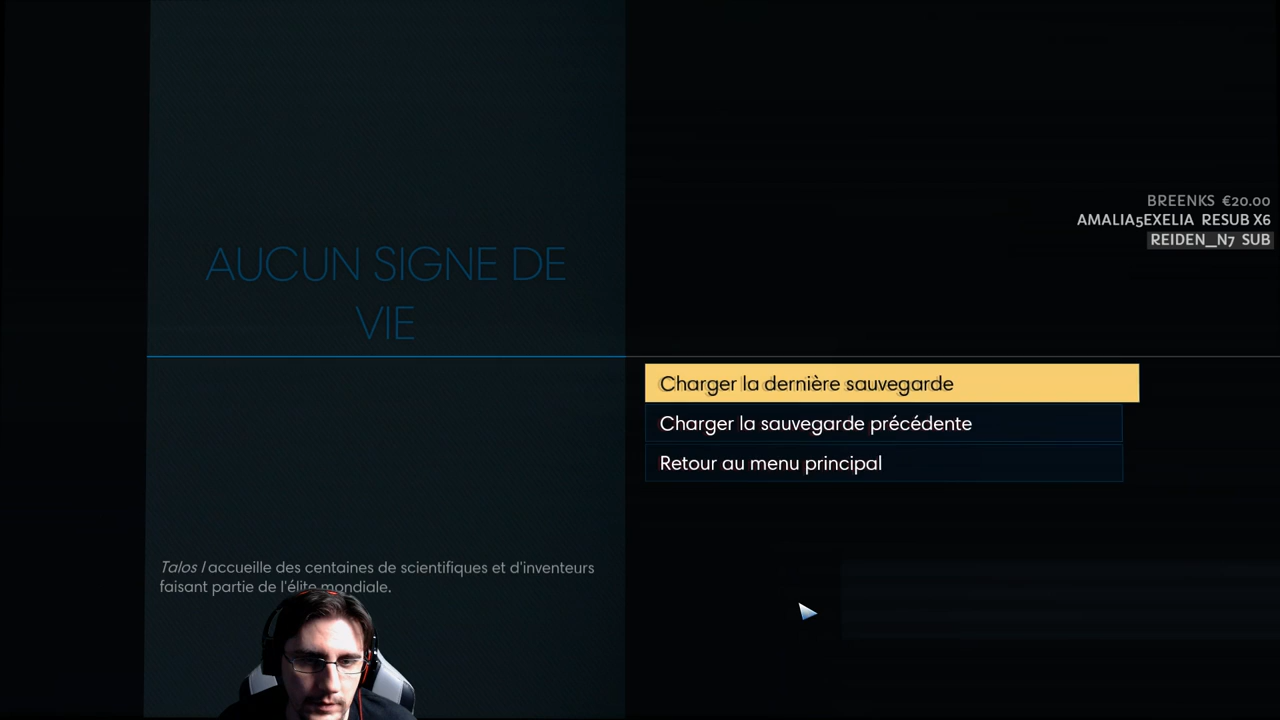 AUCUN SIGNE DE
VIE
Talos I accueille des centaines de scientifiques et d'inventeurs
faisant partie de l'élite mondiale.
Charger la dernière sauvegarde
Charger la sauvegarde précédente
Retour au menu principal
BREENKS €20.00
AMALIA5EXELIA RESUB X6
REIDEN_N7 SUB